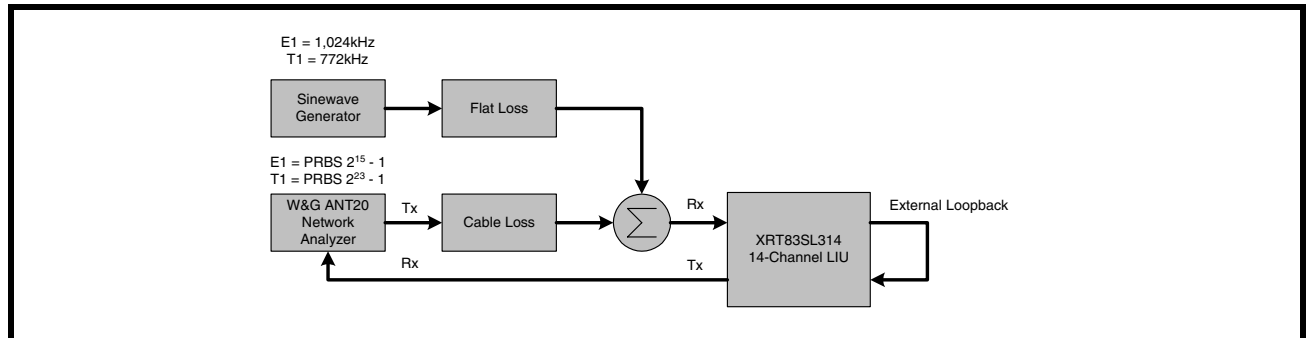 E1 = 1,024kHz
T1 = 772kHz
Sinewave
Generator
Flat Loss
E1 = PRBS 2¹⁵ - 1
T1 = PRBS 2²³ - 1
W&G ANT20
Network
Analyzer
Tx
Cable Loss
Σ
Rx
External Loopback
XRT83SL314
14-Channel LIU
Rx
Tx